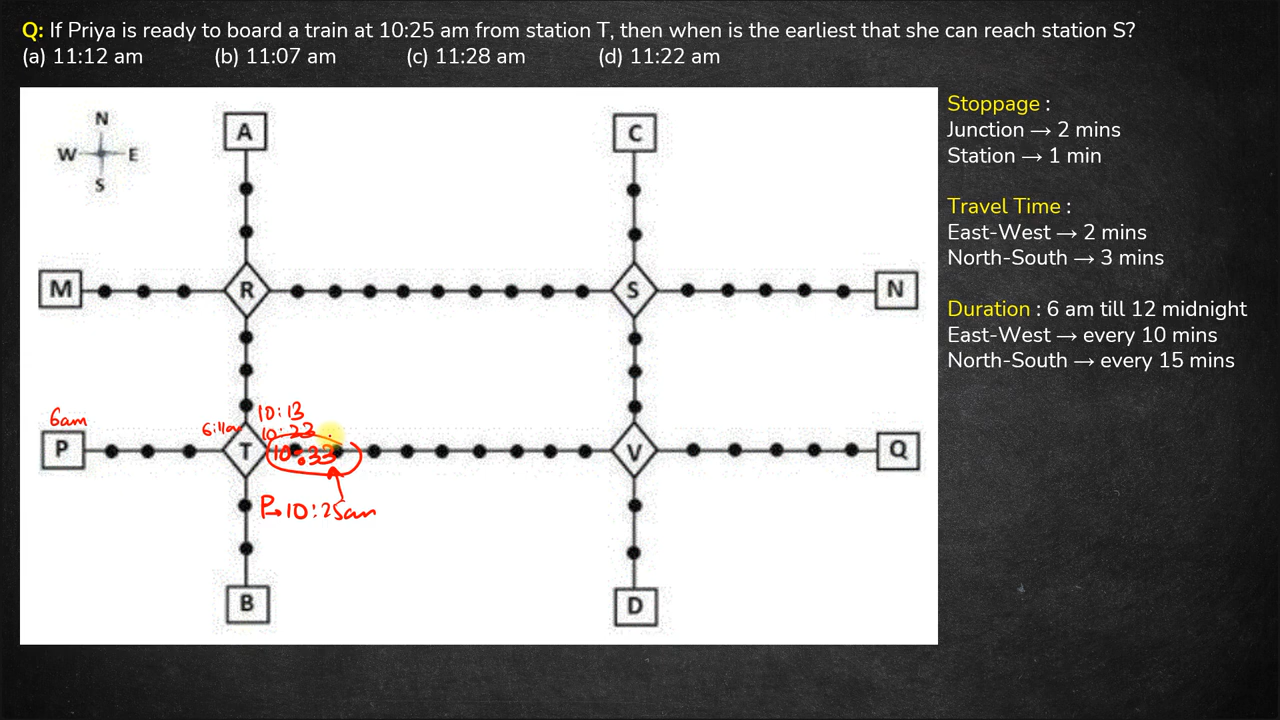 Q: If Priya is ready to board a train at 10:25 am from station T, then when is the earliest that she can reach station S?
(a) 11:12 am (b) 11:07 am (c) 11:28 am (d) 11:22 am
Stoppage :
Junction → 2 mins
Station → 1 min
Travel Time :
East-West → 2 mins
North-South → 3 mins
Duration : 6 am till 12 midnight
East-West → every 10 mins
North-South → every 15 mins
N
W E
S
A C
M R S N
10:13
6am 10:23
P T 10:33 V Q
P→10:25am
B D